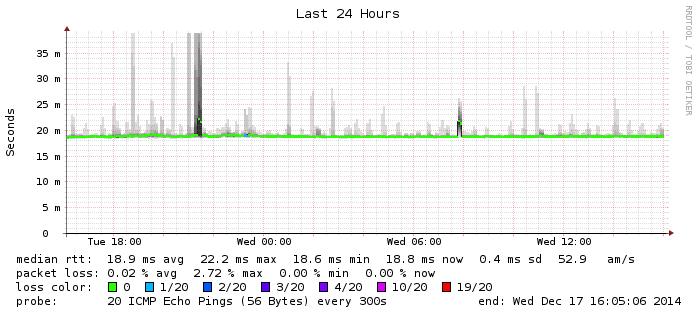 Last 24 Hours
RRDTOOL / TOBI OETIKER
Seconds
35 m
30 m
25 m
20 m
15 m
10 m
5 m
0
Tue 18:00 Wed 00:00 Wed 06:00 Wed 12:00
median rtt: 18.9 ms avg 22.2 ms max 18.6 ms min 18.8 ms now 0.4 ms sd 52.9 am/s
packet loss: 0.02 % avg 2.72 % max 0.00 % min 0.00 % now
loss color: 0 1/20 2/20 3/20 4/20 10/20 19/20
probe: 20 ICMP Echo Pings (56 Bytes) every 300s end: Wed Dec 17 16:05:06 2014